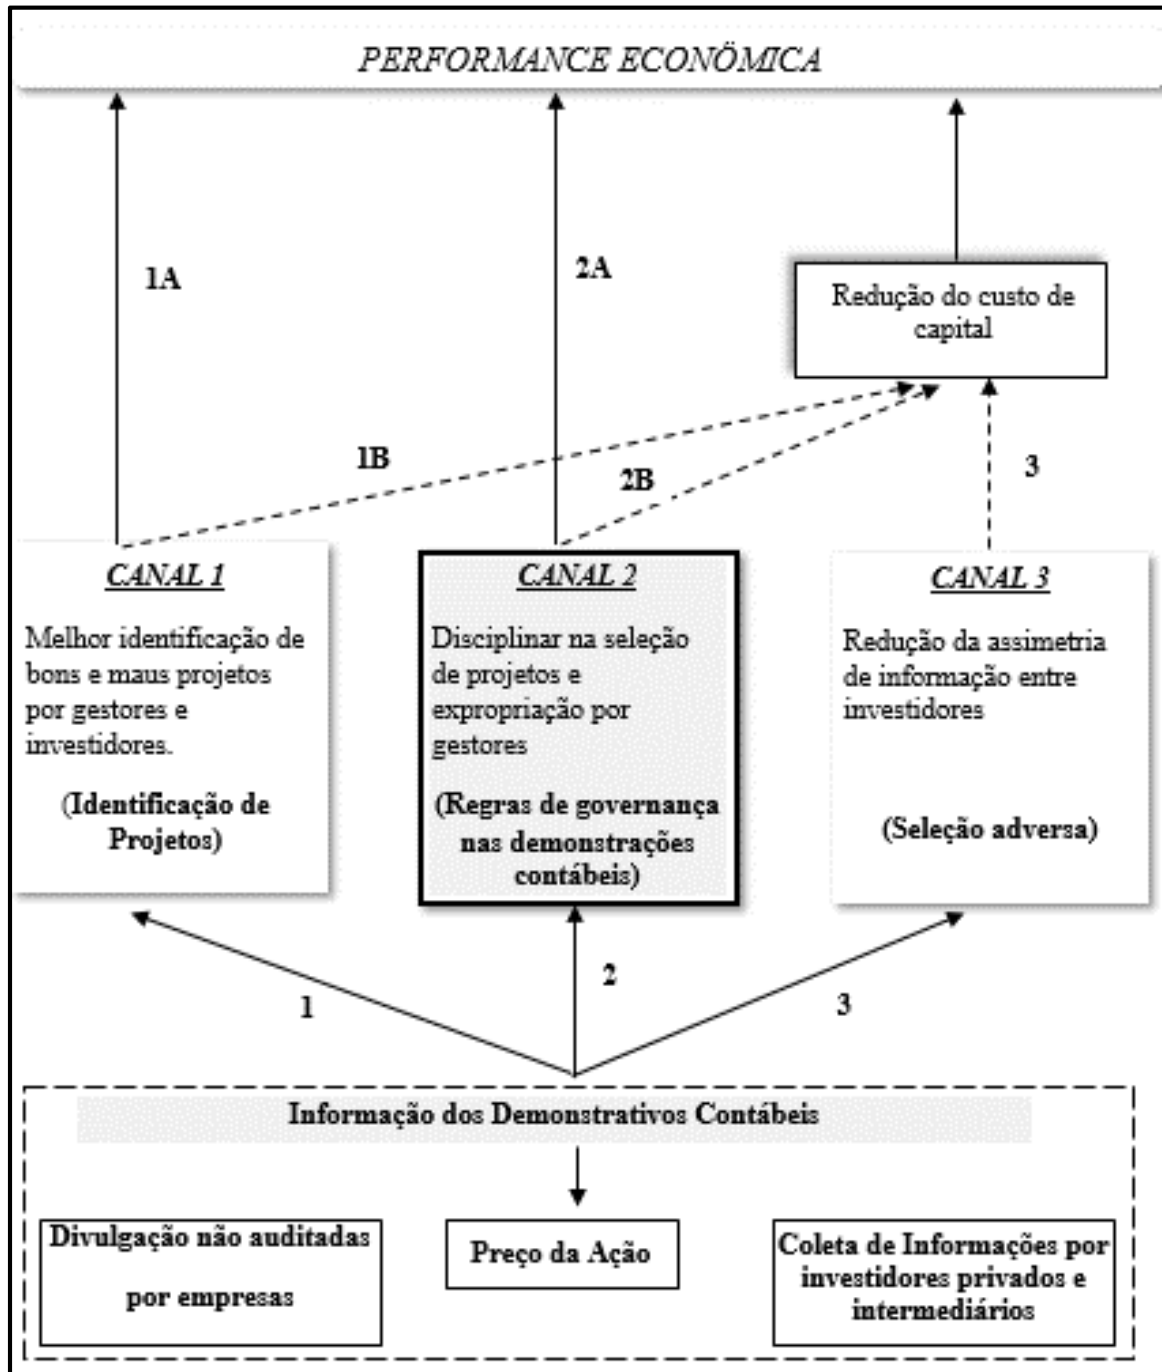 PERFORMANCE ECONÔMICA
1A
2A
Redução do custo de
capital
1B
2B
3
CANAL 1
Melhor identificação de
bons e maus projetos
por gestores e
investidores.
(Identificação de
Projetos)
CANAL 2
Disciplinar na seleção
de projetos e
expropriação por
gestores
(Regras de governança
nas demonstrações
contábeis)
CANAL 3
Redução da assimetria
de informação entre
investidores
(Seleção adversa)
1
2
3
Informação dos Demonstrativos Contábeis
Divulgação não auditadas
por empresas
Preço da Ação
Coleta de Informações por
investidores privados e
intermediários